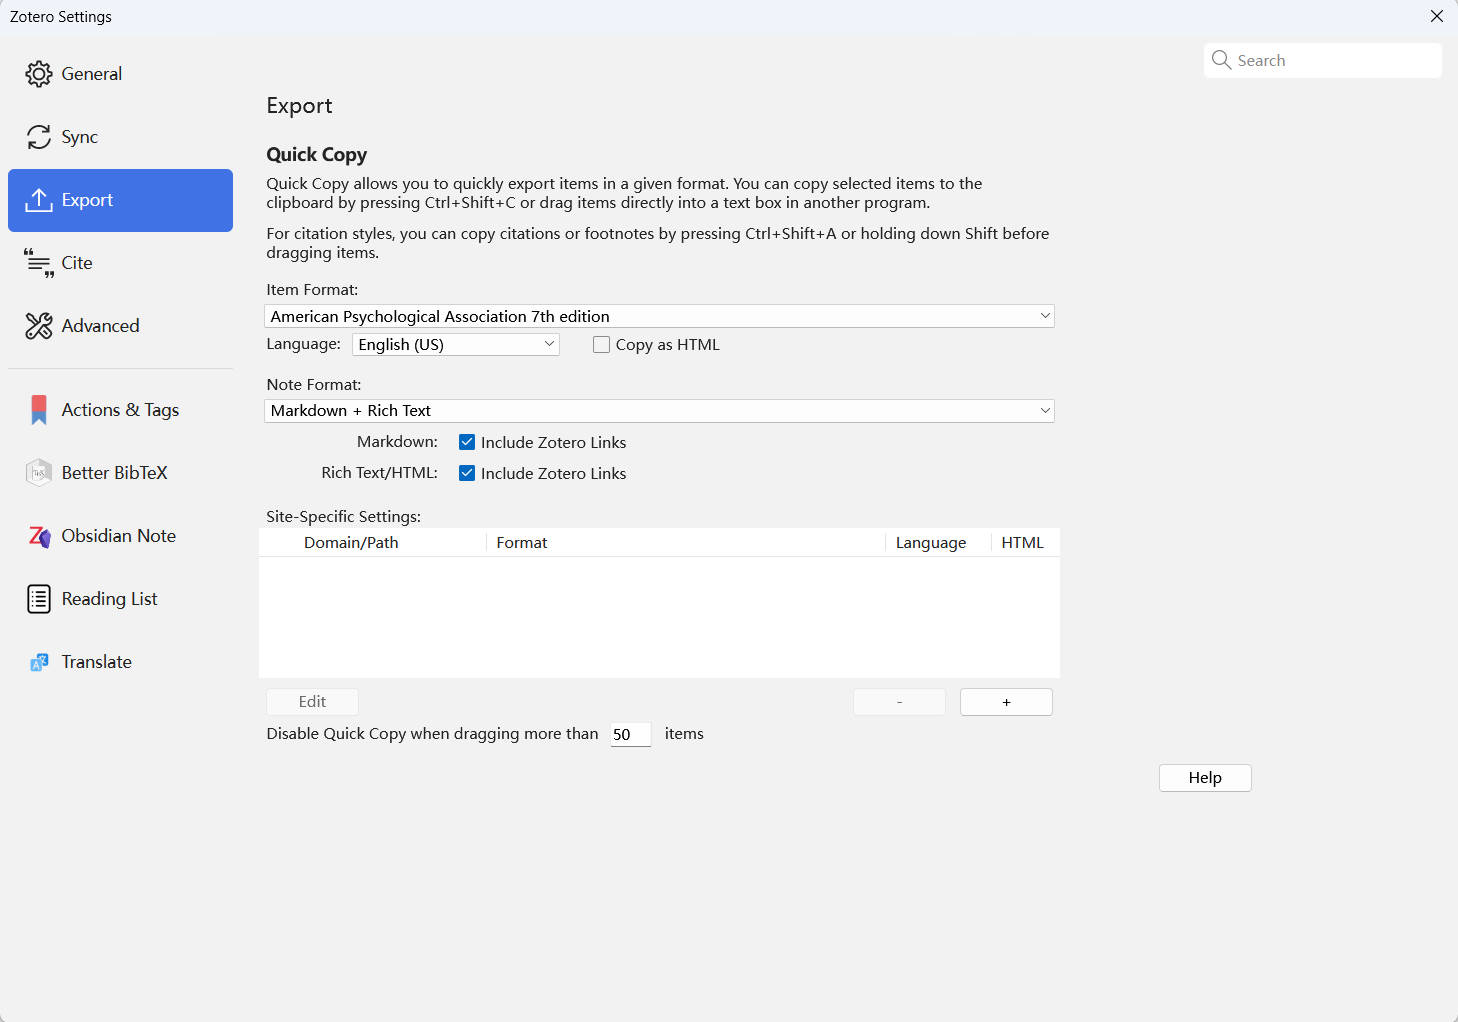 Zotero Settings
General
Sync
Export
Cite
Advanced
Actions & Tags
Better BibTeX
Obsidian Note
Reading List
Translate
Search
Export
Quick Copy
Quick Copy allows you to quickly export items in a given format. You can copy selected items to the
clipboard by pressing Ctrl+Shift+C or drag items directly into a text box in another program.
For citation styles, you can copy citations or footnotes by pressing Ctrl+Shift+A or holding down Shift before
dragging items.
Item Format:
American Psychological Association 7th edition
Language: English (US) Copy as HTML
Note Format:
Markdown + Rich Text
Markdown: Include Zotero Links
Rich Text/HTML: Include Zotero Links
Site-Specific Settings:
Domain/Path Format Language HTML
Edit - +
Disable Quick Copy when dragging more than 50 items
Help